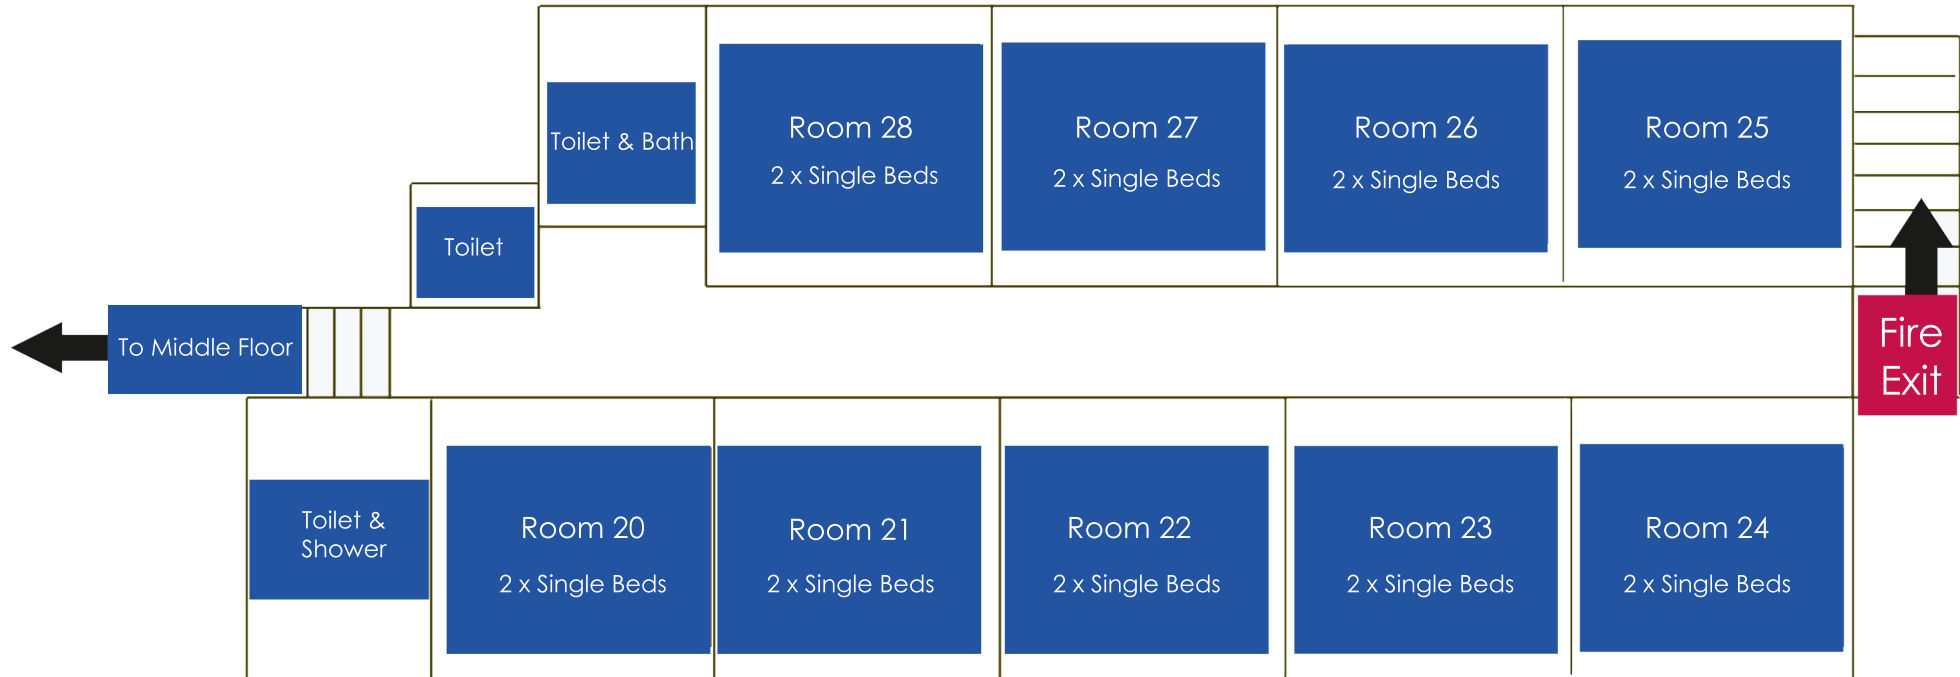 Toilet & Bath
Room 28
2 x Single Beds
Room 27
2 x Single Beds
Room 26
2 x Single Beds
Room 25
2 x Single Beds
Toilet
To Middle Floor
Fire
Exit
Toilet &
Shower
Room 20
2 x Single Beds
Room 21
2 x Single Beds
Room 22
2 x Single Beds
Room 23
2 x Single Beds
Room 24
2 x Single Beds